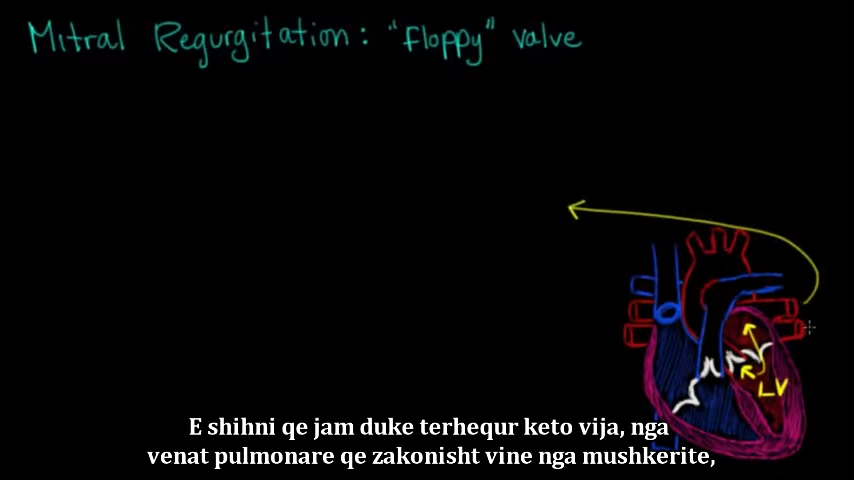 Mitral Regurgitation: "floppy" valve
LV
E shihni qe jam duke terhequr keto vija, nga
venat pulmonare qe zakonisht vine nga mushkerite,